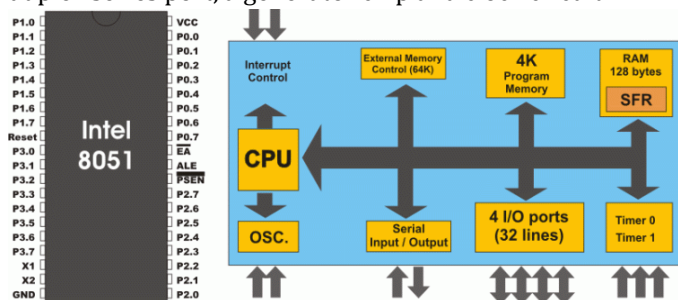 P1.0
P1.1
P1.2
P1.3
P1.4
P1.5
P1.6
P1.7
Reset
P3.0
P3.1
P3.2
P3.3
P3.4
P3.5
P3.6
P3.7
X1
X2
GND
Intel
8051
VCC
P0.0
P0.1
P0.2
P0.3
P0.4
P0.5
P0.6
P0.7
EA
ALE
PSEN
P2.7
P2.6
P2.5
P2.4
P2.3
P2.2
P2.1
P2.0
Interrupt
Control
External Memory
Control (64K)
4K
Program
Memory
RAM
128 bytes
SFR
CPU
OSC.
Serial
Input / Output
4 I/O ports
(32 lines)
Timer 0
Timer 1